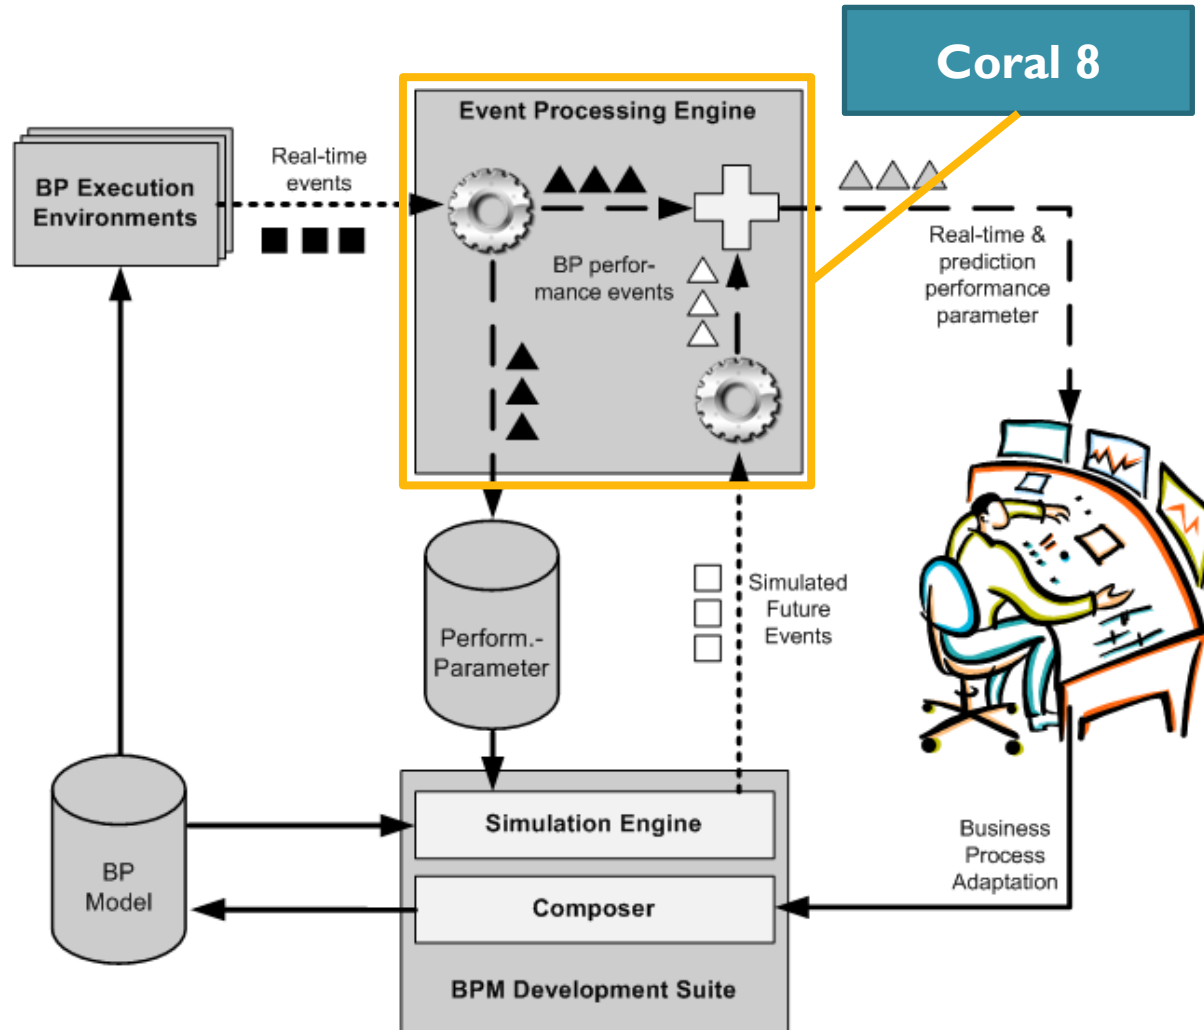 Coral 8
Event Processing Engine
Real-time
events
BP Execution
Environments
BP perfor-
mance events
Real-time &
prediction
performance
parameter
Perform.-
Parameter
Simulated
Future
Events
Simulation Engine
BP
Model
Business
Process
Adaptation
Composer
BPM Development Suite